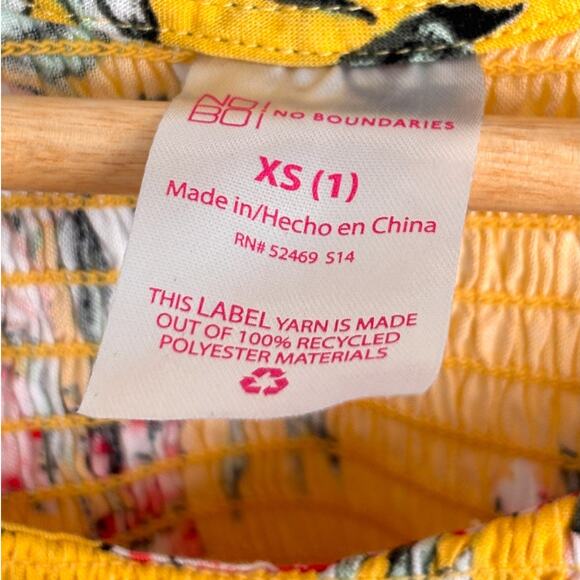 NO BO | NO BOUNDARIES
XS (1)
Made in/Hecho en China
RN# 52469 S14
THIS LABEL YARN IS MADE
OUT OF 100% RECYCLED
POLYESTER MATERIALS